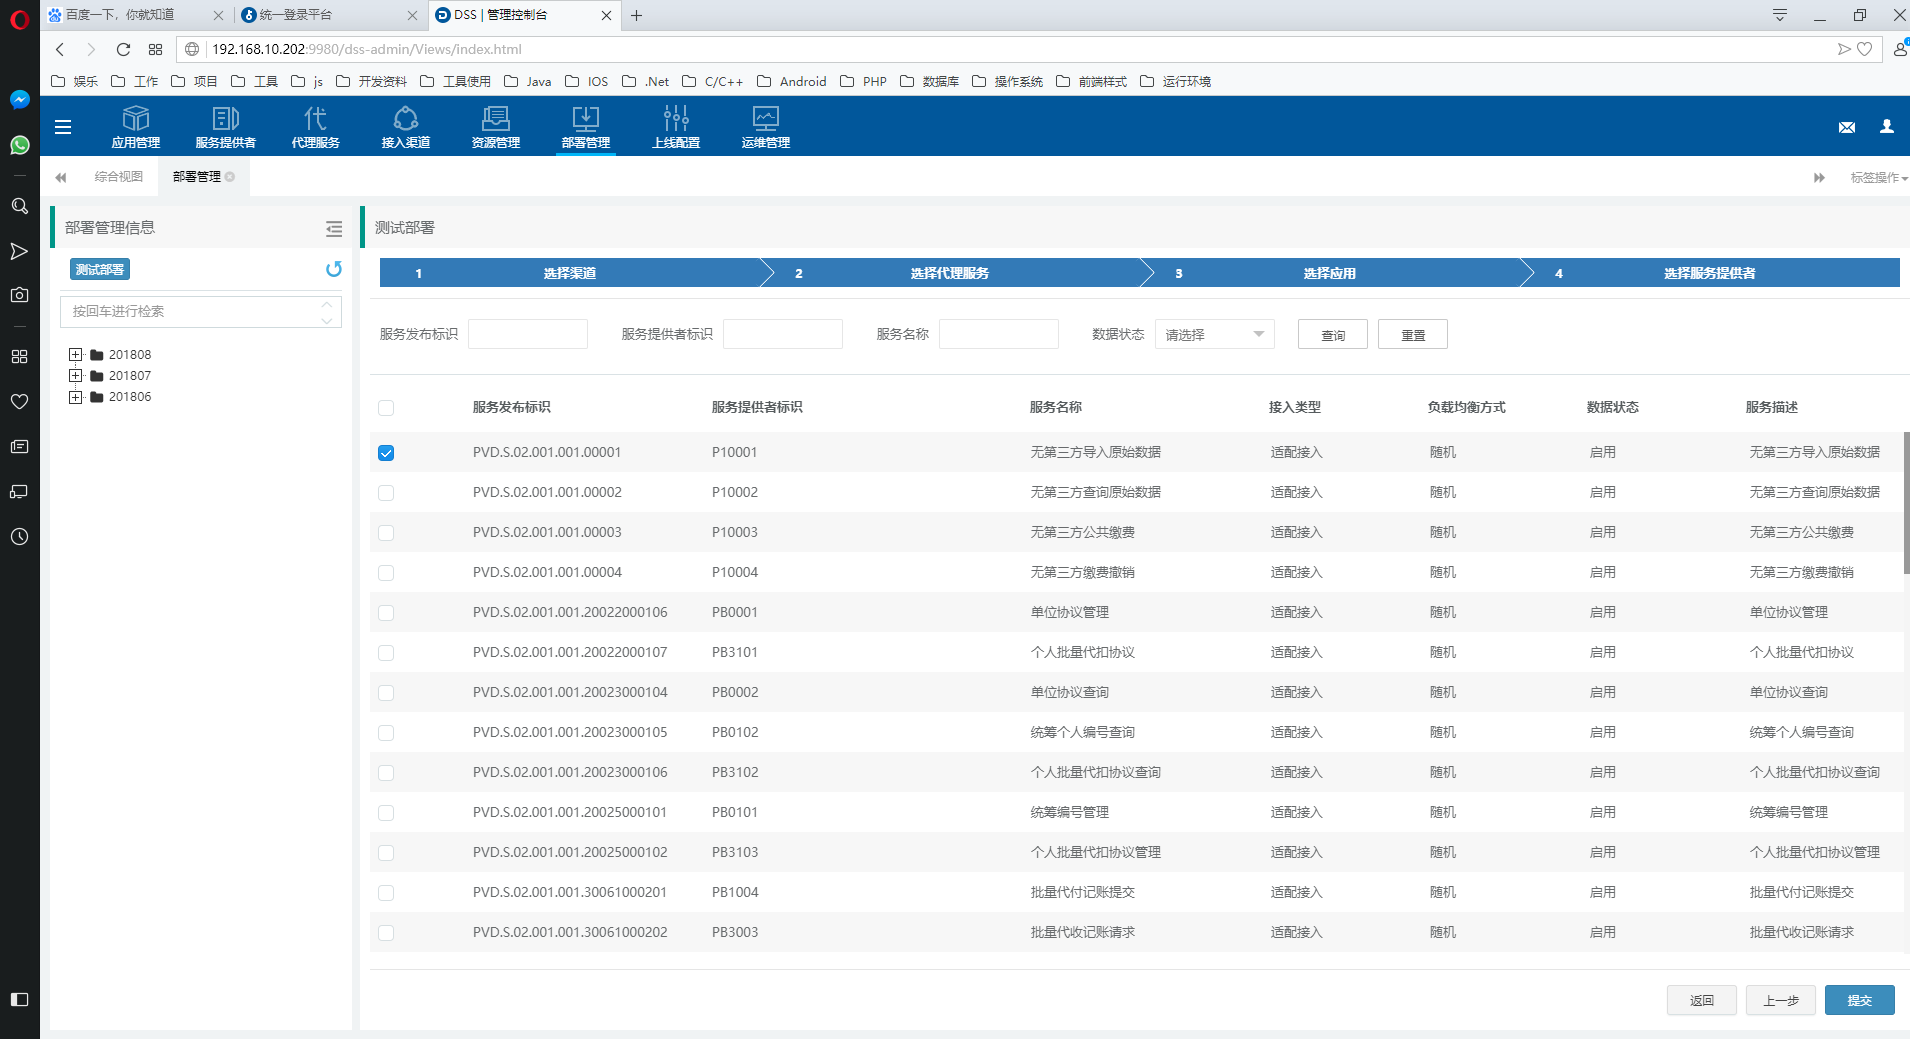 百度一下，你就知道
统一登录平台
DSS | 管理控制台
192.168.10.202:9980/dss-admin/Views/index.html
娱乐 工作 项目 工具 js 开发资料 工具使用 Java IOS .Net C/C++ Android PHP 数据库 操作系统 前端样式 运行环境
应用管理 服务提供者 代理服务 接入渠道 资源管理 部署管理 上线配置 运维管理
综合视图 部署管理 标签操作
部署管理信息
测试部署
按回车进行检索
201808
201807
201806
测试部署
1 选择渠道 2 选择代理服务 3 选择应用 4 选择服务提供者
服务发布标识 服务提供者标识 服务名称 数据状态 请选择 查询 重置
服务发布标识 服务提供者标识 服务名称 接入类型 负载均衡方式 数据状态 服务描述
PVD.S.02.001.001.00001 P10001 无第三方导入原始数据 适配接入 随机 启用 无第三方导入原始数据
PVD.S.02.001.001.00002 P10002 无第三方查询原始数据 适配接入 随机 启用 无第三方查询原始数据
PVD.S.02.001.001.00003 P10003 无第三方公共缴费 适配接入 随机 启用 无第三方公共缴费
PVD.S.02.001.001.00004 P10004 无第三方缴费撤销 适配接入 随机 启用 无第三方缴费撤销
PVD.S.02.001.001.20022000106 PB0001 单位协议管理 适配接入 随机 启用 单位协议管理
PVD.S.02.001.001.20022000107 PB3101 个人批量代扣协议 适配接入 随机 启用 个人批量代扣协议
PVD.S.02.001.001.20023000104 PB0002 单位协议查询 适配接入 随机 启用 单位协议查询
PVD.S.02.001.001.20023000105 PB0102 统筹个人编号查询 适配接入 随机 启用 统筹个人编号查询
PVD.S.02.001.001.20023000106 PB3102 个人批量代扣协议查询 适配接入 随机 启用 个人批量代扣协议查询
PVD.S.02.001.001.20025000101 PB0101 统筹编号管理 适配接入 随机 启用 统筹编号管理
PVD.S.02.001.001.20025000102 PB3103 个人批量代扣协议管理 适配接入 随机 启用 个人批量代扣协议管理
PVD.S.02.001.001.30061000201 PB1004 批量代付记账提交 适配接入 随机 启用 批量代付记账提交
PVD.S.02.001.001.30061000202 PB3003 批量代收记账请求 适配接入 随机 启用 批量代收记账请求
返回 上一步 提交